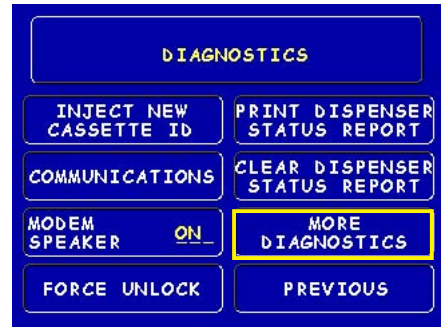 DIAGNOSTICS
INJECT NEW
CASSETTE ID
PRINT DISPENSER
STATUS REPORT
COMMUNICATIONS
CLEAR DISPENSER
STATUS REPORT
MODEM
SPEAKER ON_
MORE
DIAGNOSTICS
FORCE UNLOCK
PREVIOUS